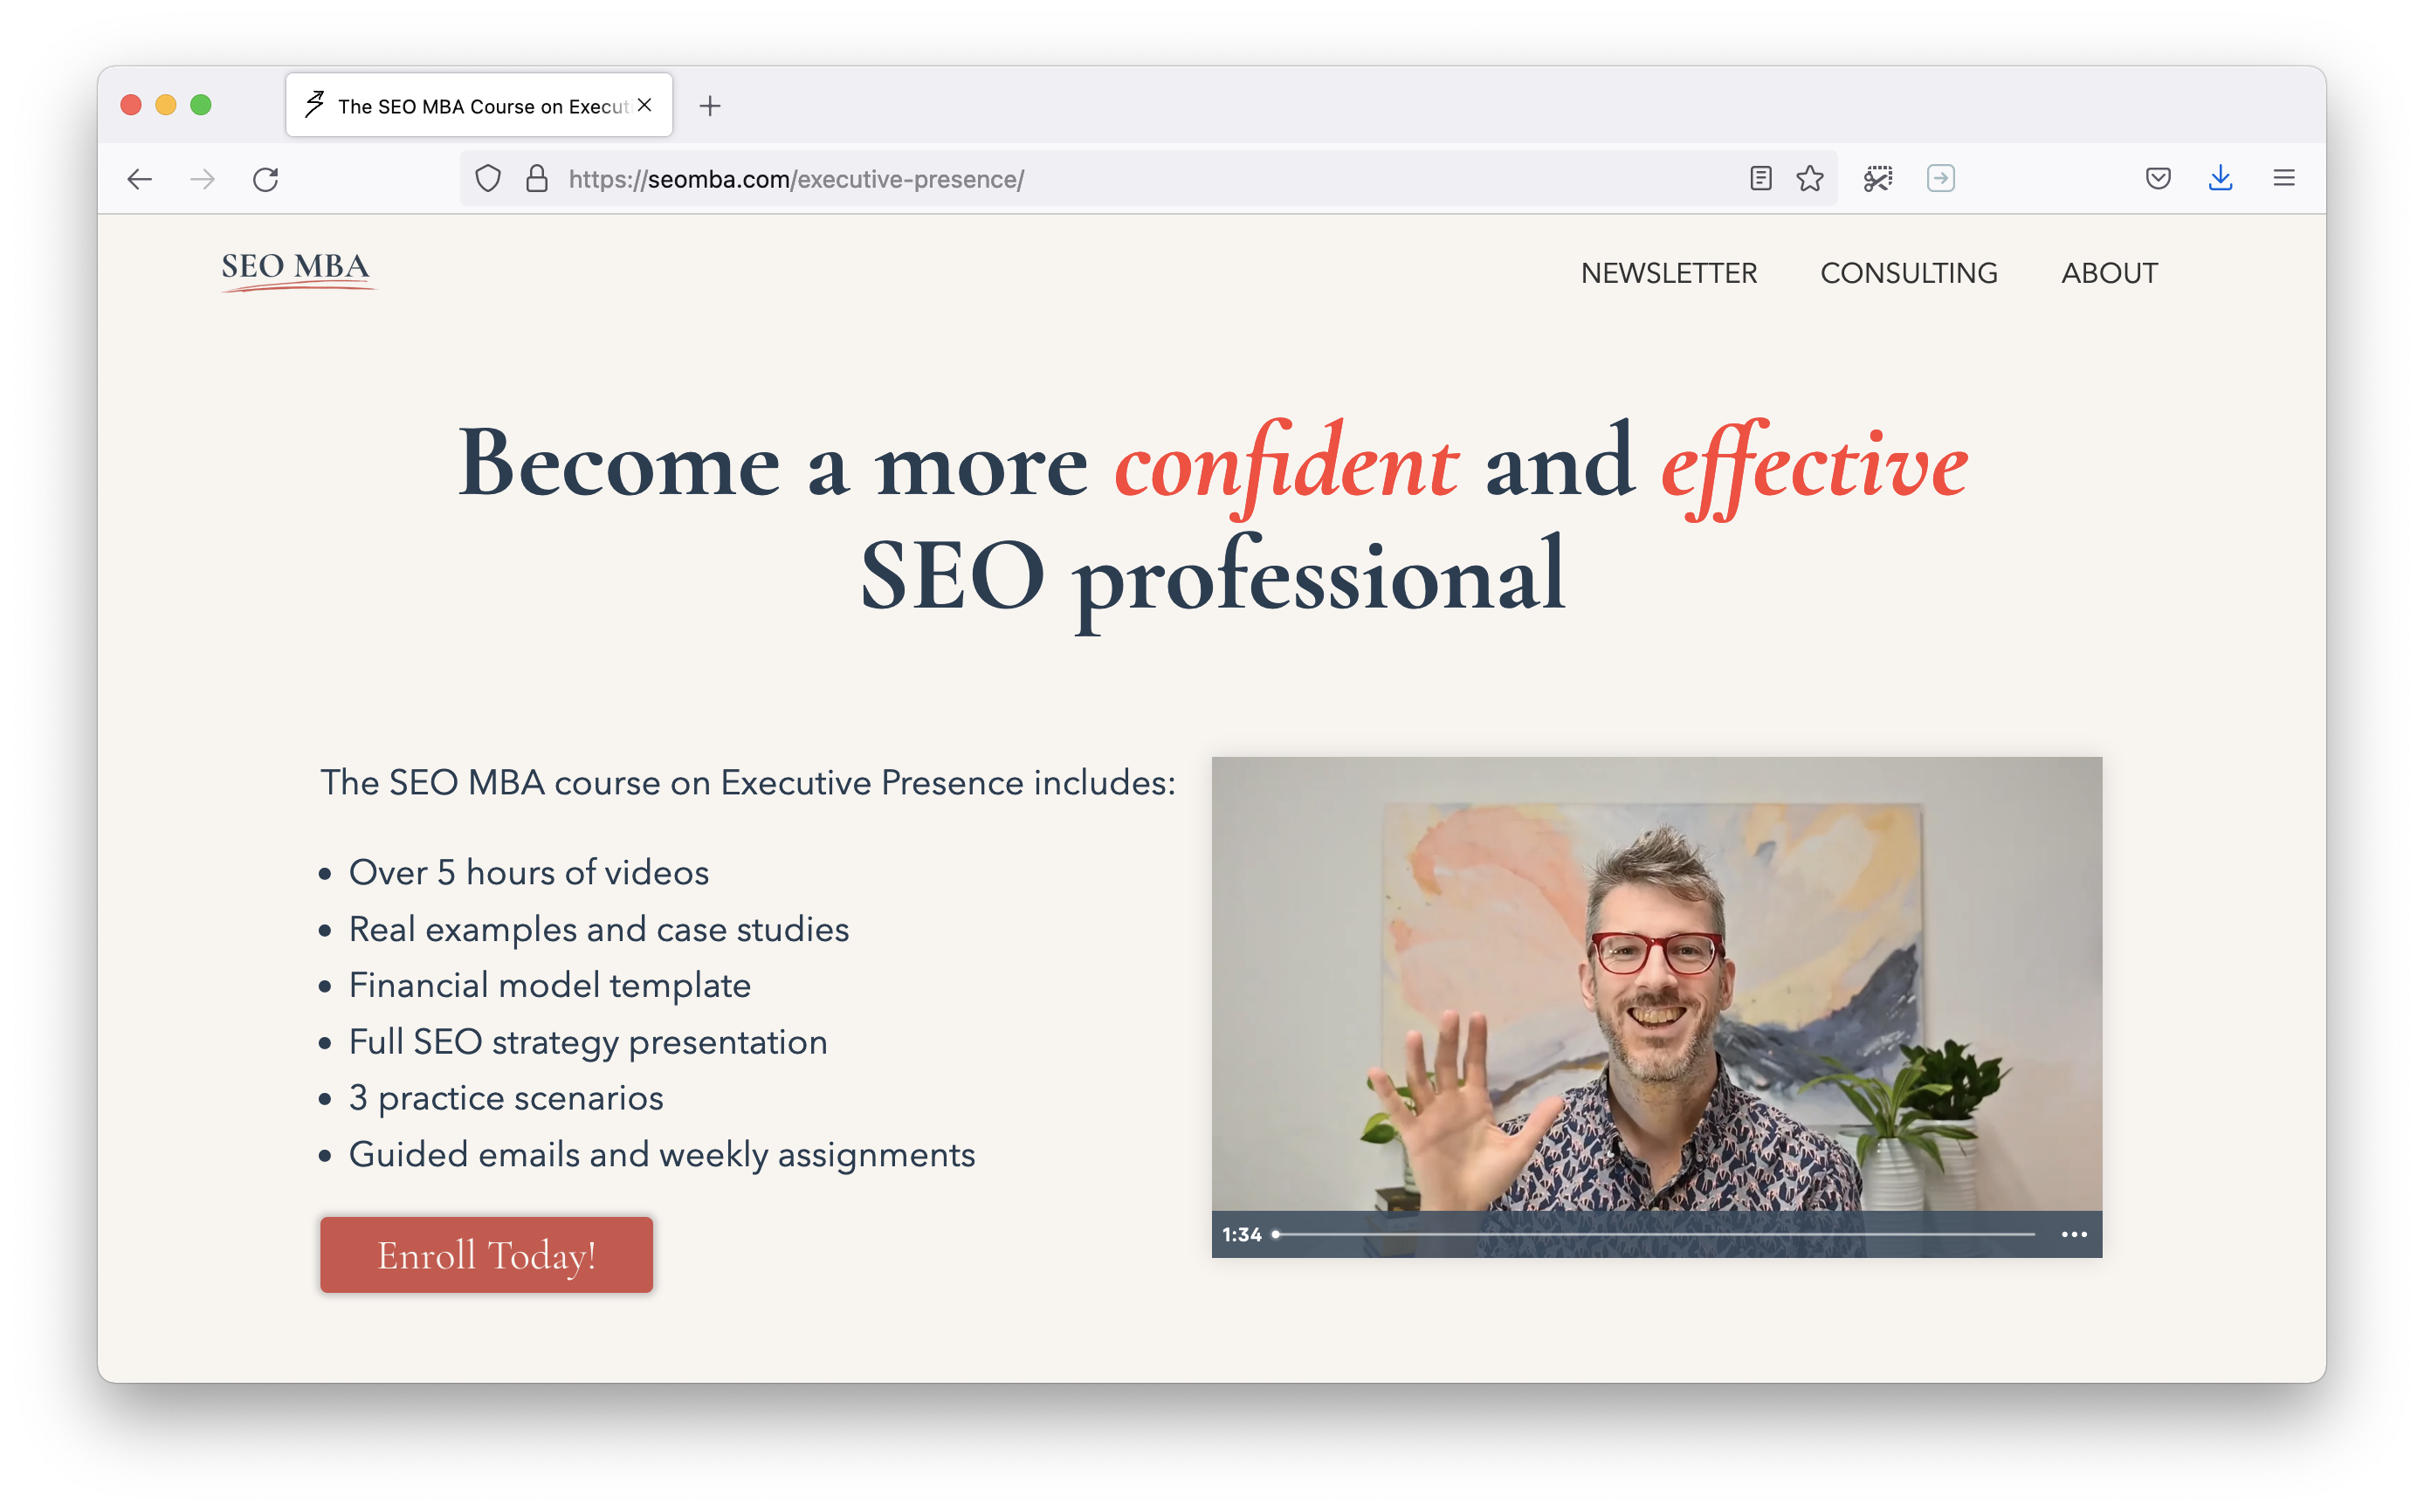 The SEO MBA Course on Execut
https://seomba.com/executive-presence/
SEO MBA
NEWSLETTER CONSULTING ABOUT
Become a more confident and effective
SEO professional
The SEO MBA course on Executive Presence includes:
• Over 5 hours of videos
• Real examples and case studies
• Financial model template
• Full SEO strategy presentation
• 3 practice scenarios
• Guided emails and weekly assignments
Enroll Today!
1:34